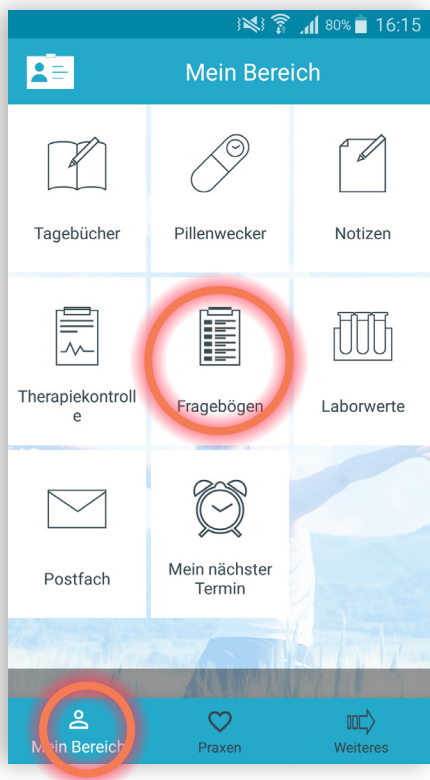 80% 16:15
Mein Bereich
Tagebücher Pillenwecker Notizen
Therapiekontroll
e
Fragebögen Laborwerte
Postfach
Mein nächster
Termin
Mein Bereich Praxen Weiteres